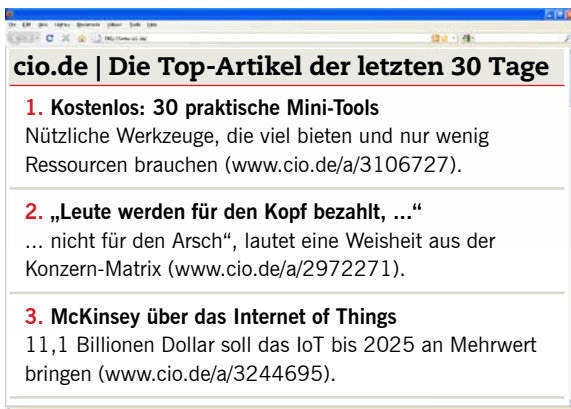 cio.de | Die Top-Artikel der letzten 30 Tage
1. Kostenlos: 30 praktische Mini-Tools
Nützliche Werkzeuge, die viel bieten und nur wenig
Ressourcen brauchen (www.cio.de/a/3106727).
2. „Leute werden für den Kopf bezahlt, ...“
... nicht für den Arsch“, lautet eine Weisheit aus der
Konzern-Matrix (www.cio.de/a/2972271).
3. McKinsey über das Internet of Things
11,1 Billionen Dollar soll das IoT bis 2025 an Mehrwert
bringen (www.cio.de/a/3244695).